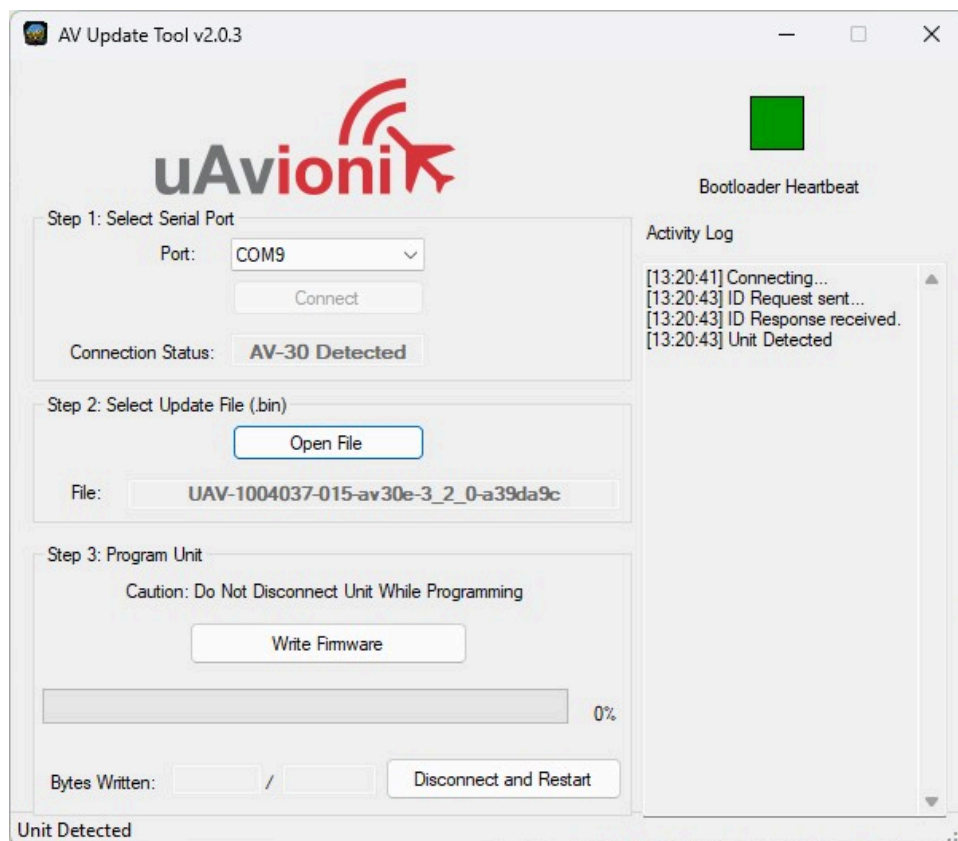 AV Update Tool v2.0.3
uAvionix
Bootloader Heartbeat
Step 1: Select Serial Port
Port: COM9
Connect
Connection Status: AV-30 Detected
Step 2: Select Update File (.bin)
Open File
File: UAV-1004037-015-av30e-3_2_0-a39da9c
Step 3: Program Unit
Caution: Do Not Disconnect Unit While Programming
Write Firmware
0%
Bytes Written: /
Disconnect and Restart
Activity Log
[13:20:41] Connecting...
[13:20:43] ID Request sent...
[13:20:43] ID Response received.
[13:20:43] Unit Detected
Unit Detected